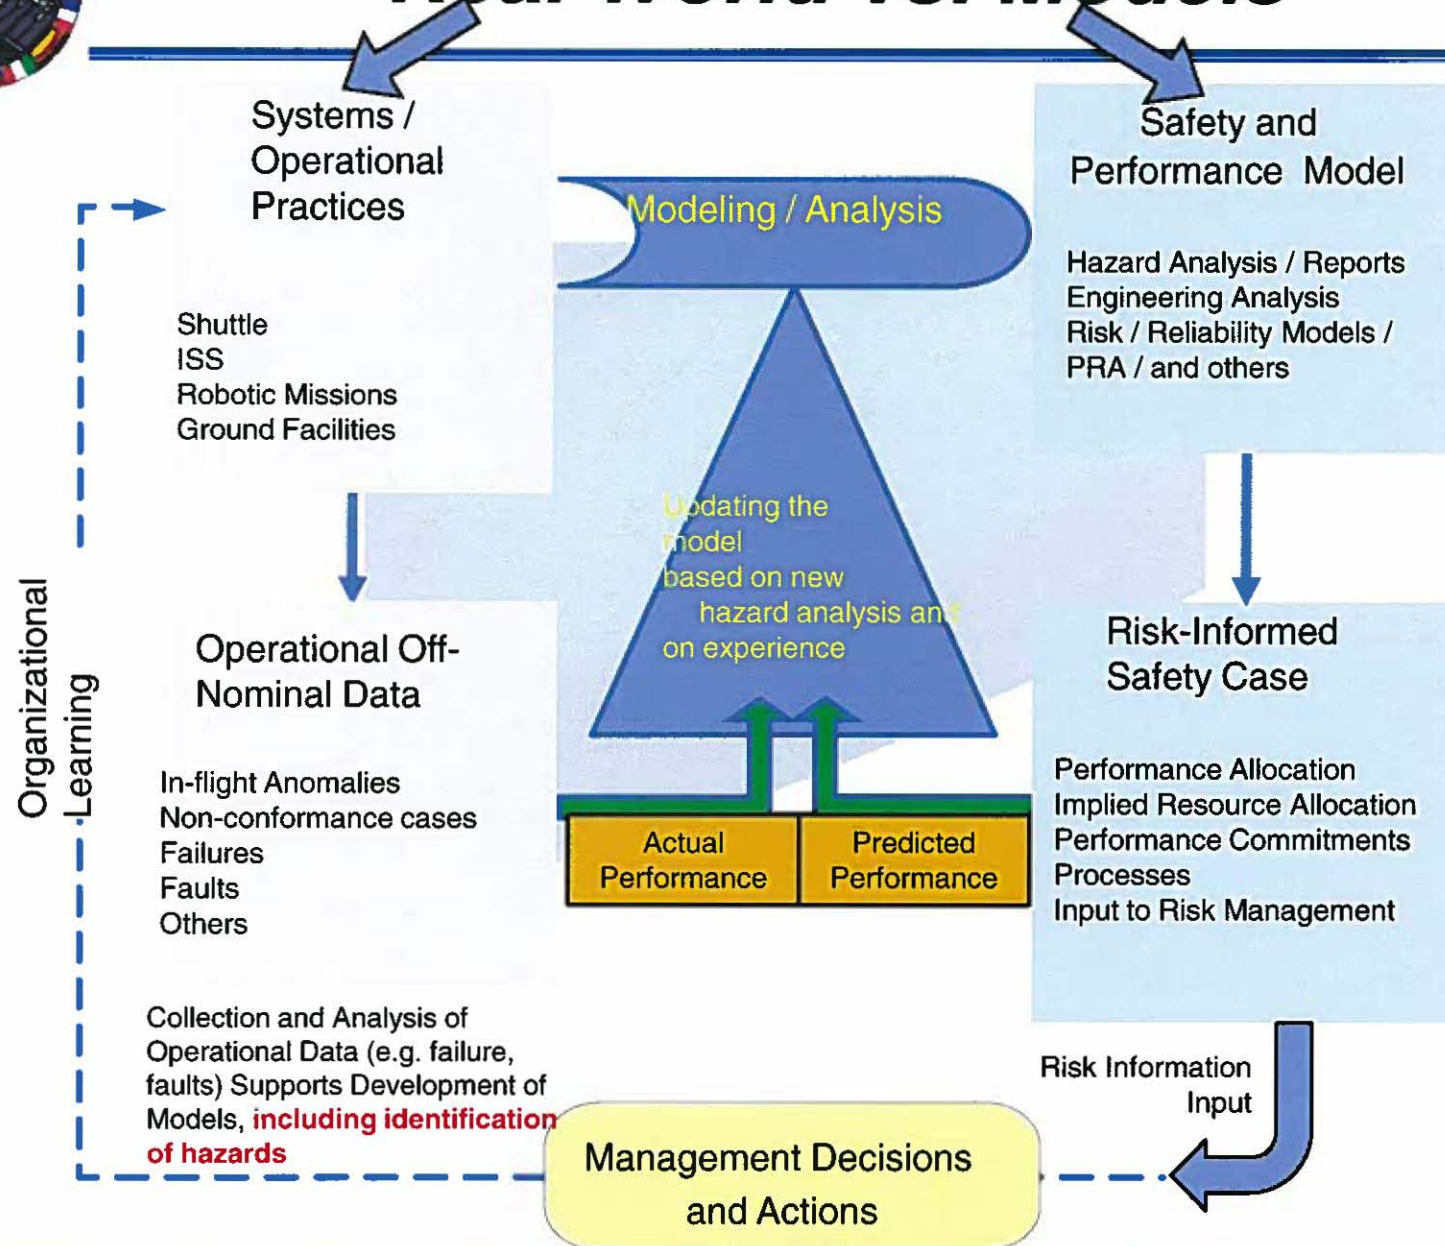 Real World vs. Models
Systems /
Operational
Practices
Shuttle
ISS
Robotic Missions
Ground Facilities
Modeling / Analysis
Safety and
Performance Model
Hazard Analysis / Reports
Engineering Analysis
Risk / Reliability Models /
PRA / and others
Updating the
model
based on new
hazard analysis and
on experience
Organizational
Learning
Operational Off-
Nominal Data
In-flight Anomalies
Non-conformance cases
Failures
Faults
Others
Actual
Performance
Predicted
Performance
Risk-Informed
Safety Case
Performance Allocation
Implied Resource Allocation
Performance Commitments
Processes
Input to Risk Management
Collection and Analysis of
Operational Data (e.g. failure,
faults) Supports Development of
Models, including identification
of hazards
Risk Information
Input
Management Decisions
and Actions